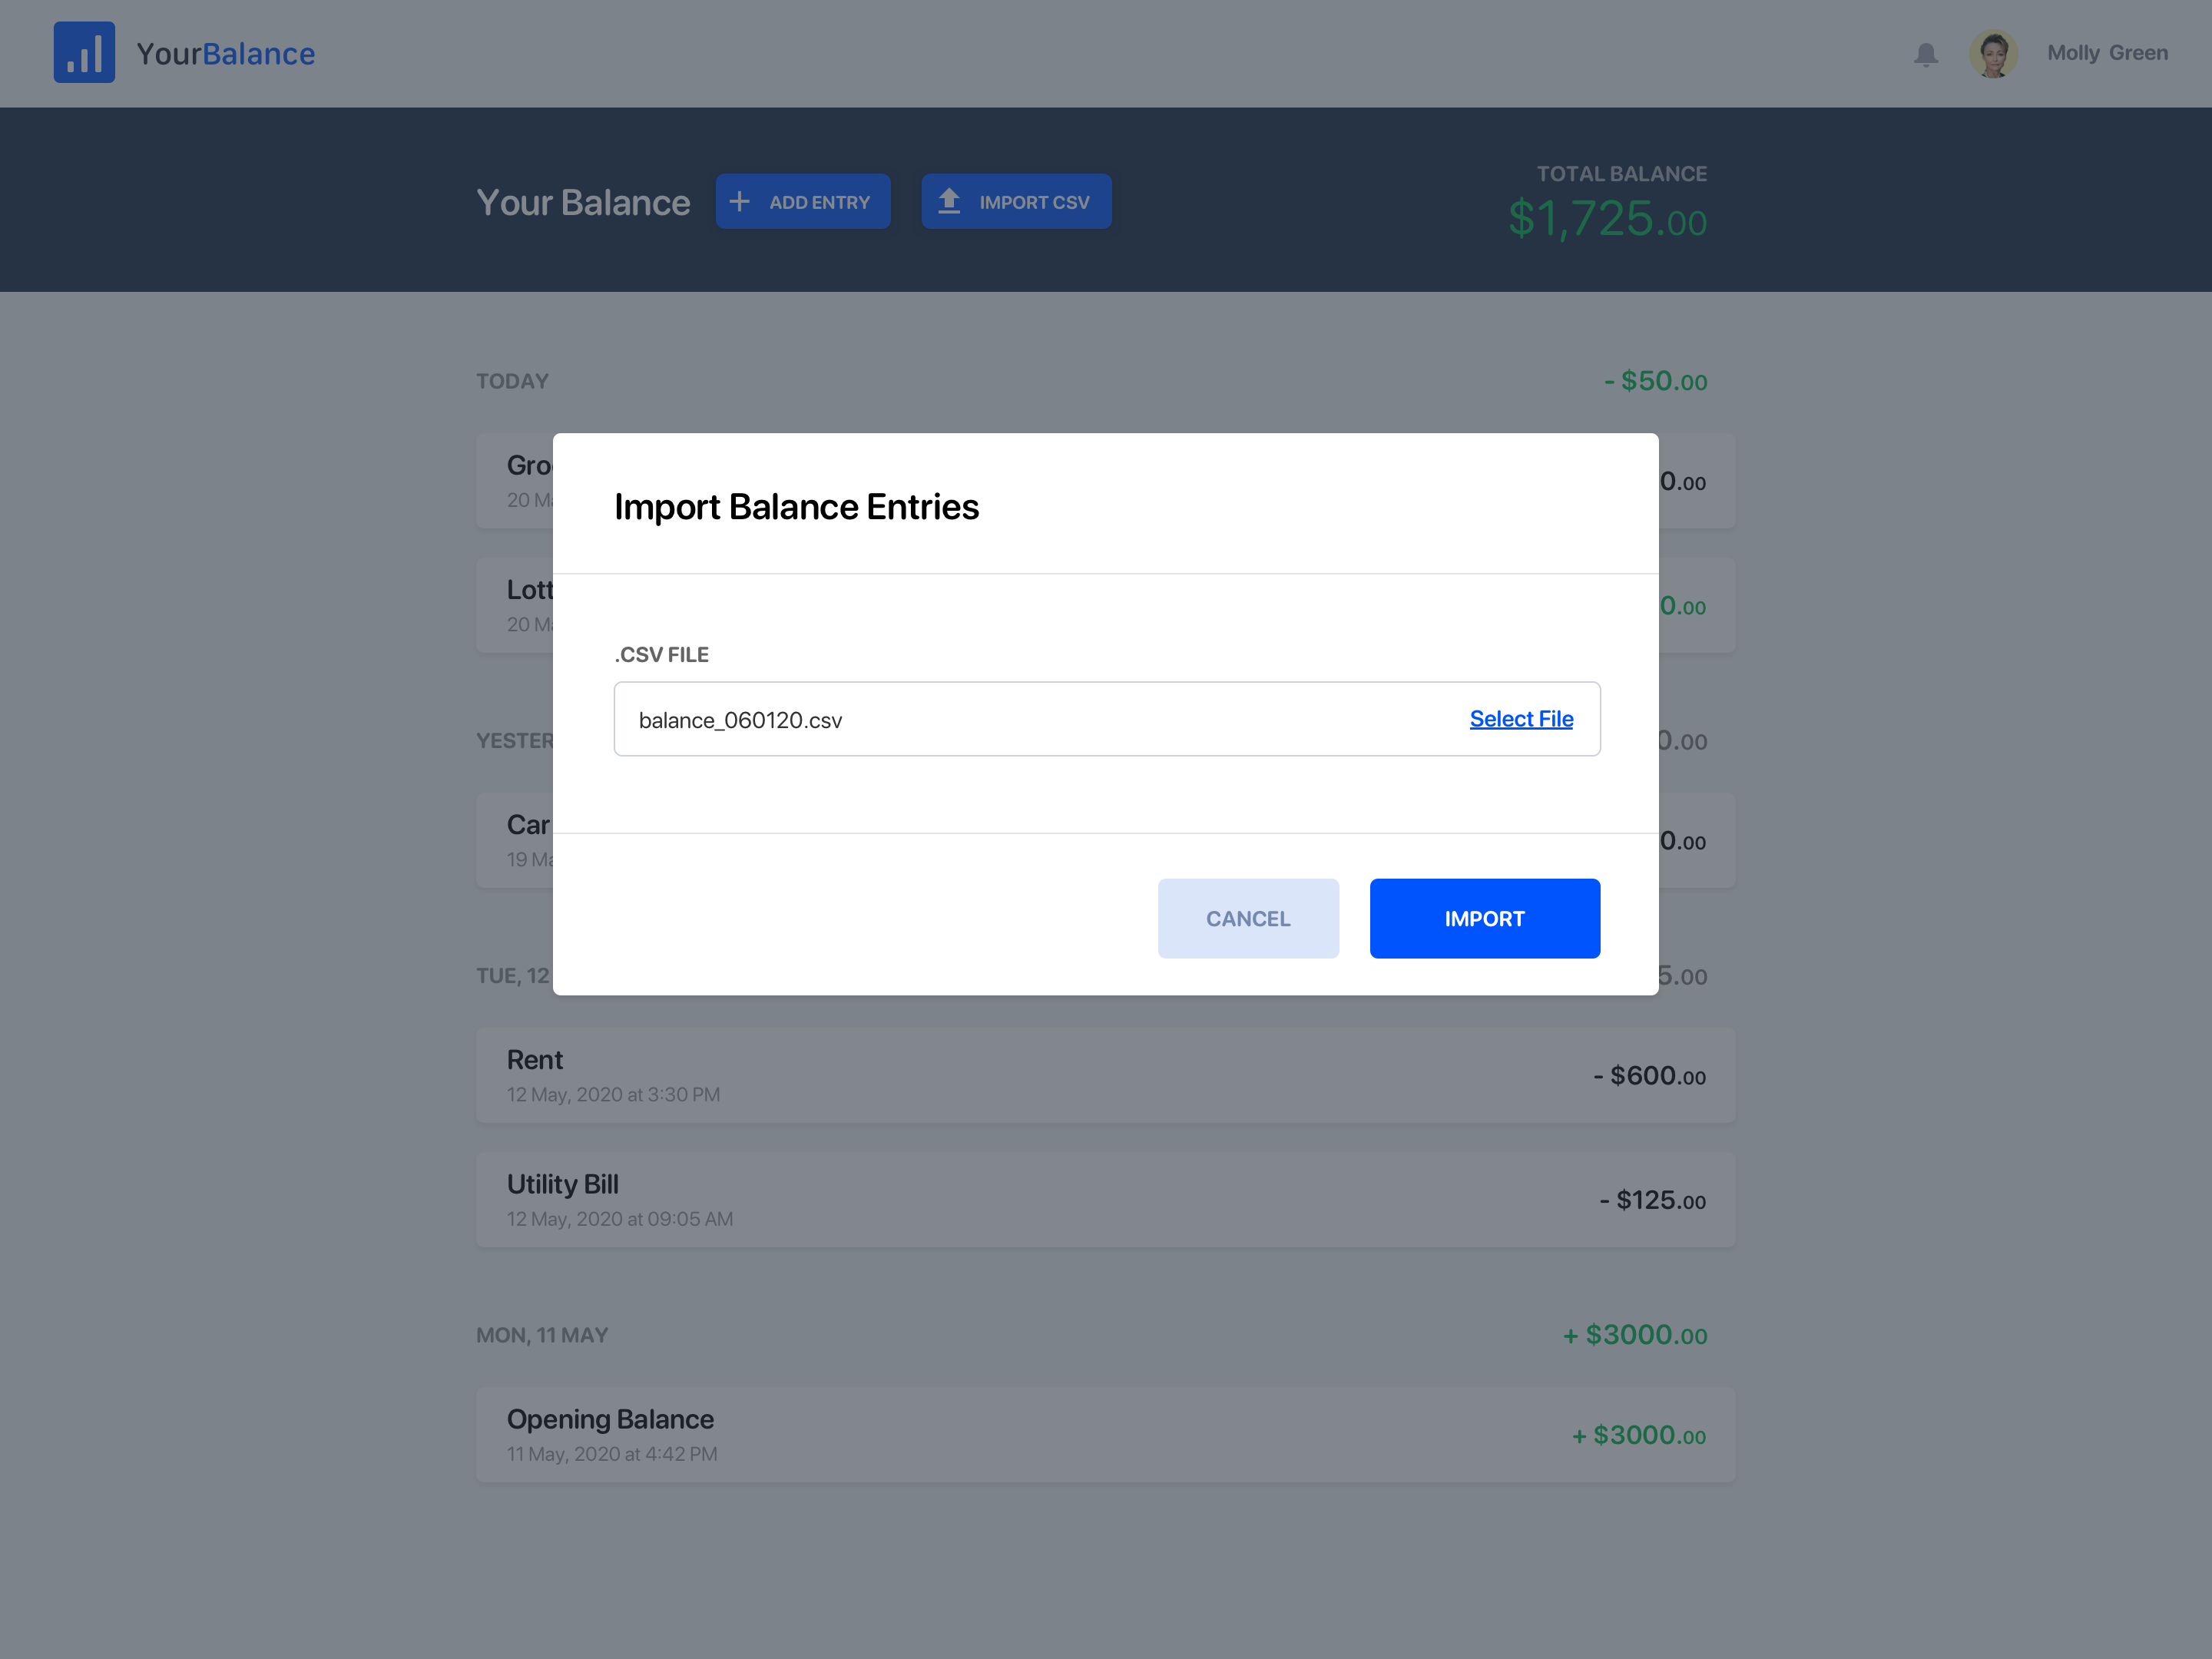 YourBalance
Molly Green
Your Balance
ADD ENTRY
IMPORT CSV
TOTAL BALANCE
$1,725.00
TODAY
- $50.00
0.00
20
0.00
20
Import Balance Entries
.CSV FILE
balance_060120.csv
Select File
CANCEL
IMPORT
0.00
Car
0.00
19
TUE, 12
5.00
Rent
12 May, 2020 at 3:30 PM
- $600.00
Utility Bill
12 May, 2020 at 09:05 AM
- $125.00
MON, 11 MAY
+ $3000.00
Opening Balance
11 May, 2020 at 4:42 PM
+ $3000.00